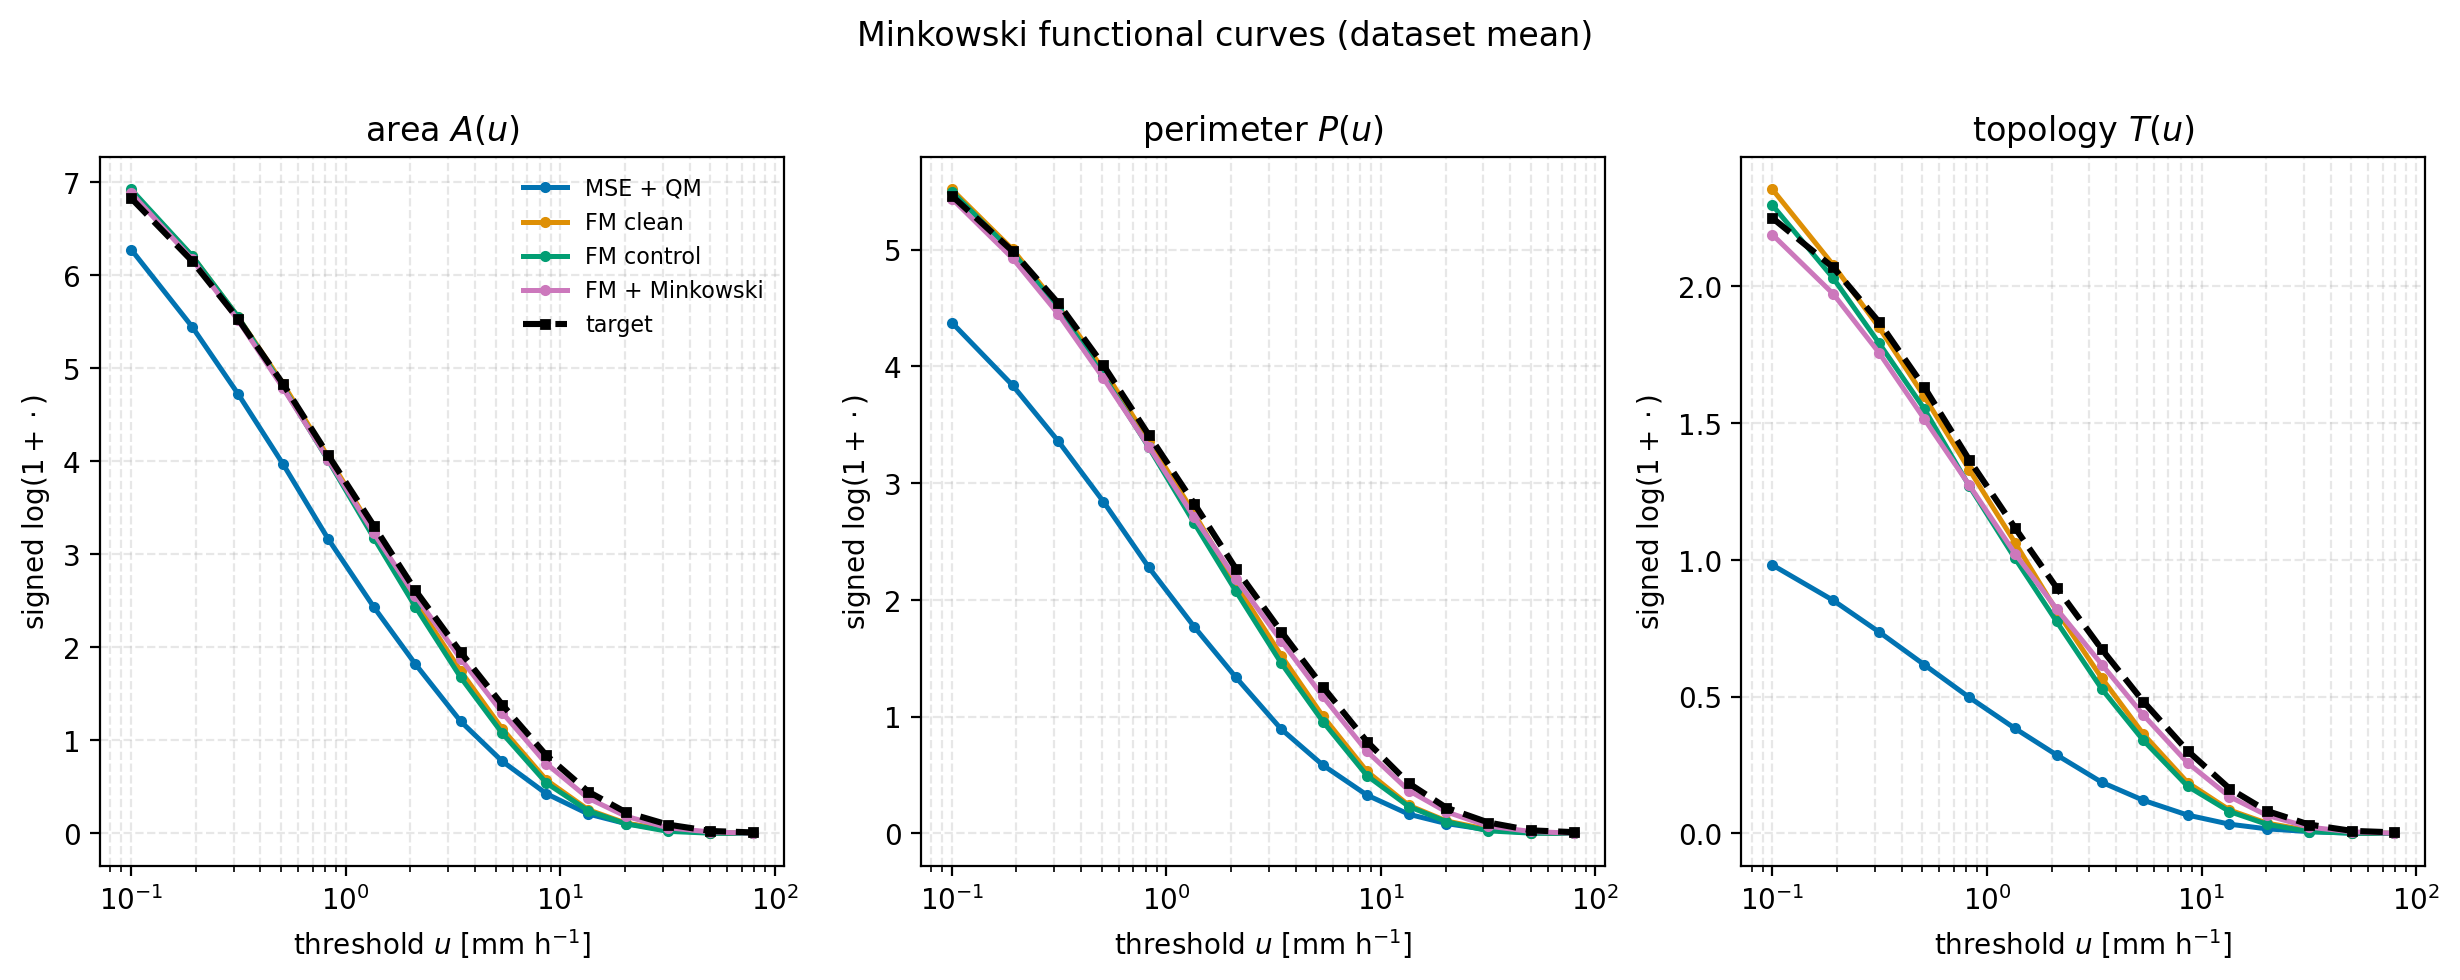 Minkowski functional curves (dataset mean)
area A(u)
signed log(1 + · )
7
6
5
4
3
2
1
0
MSE + QM
FM clean
FM control
FM + Minkowski
target
10⁻¹ 10⁰ 10¹ 10²
threshold u [mm h⁻¹]
perimeter P(u)
signed log(1 + · )
5
4
3
2
1
0
10⁻¹ 10⁰ 10¹ 10²
threshold u [mm h⁻¹]
topology T(u)
signed log(1 + · )
2.0
1.5
1.0
0.5
0.0
10⁻¹ 10⁰ 10¹ 10²
threshold u [mm h⁻¹]